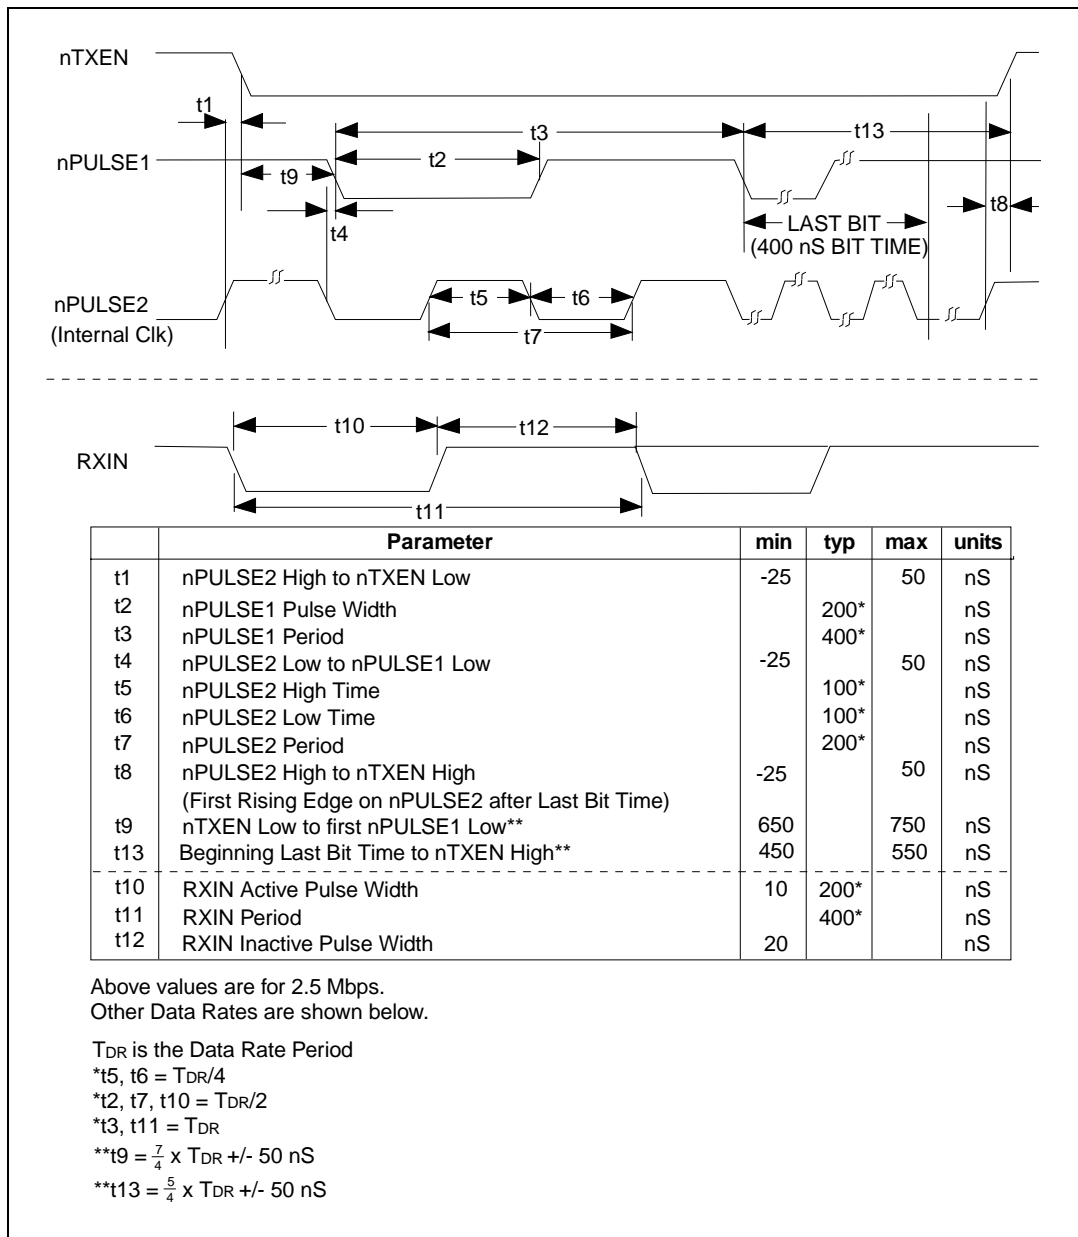 nTXEN
t1
t3
t13
nPULSE1
t2
t9
t8
t4
LAST BIT
(400 nS BIT TIME)
nPULSE2
(Internal Clk)
t5
t6
t7
t10
t12
RXIN
t11
Parameter min typ max units
t1 nPULSE2 High to nTXEN Low -25 50 nS
t2 nPULSE1 Pulse Width 200* nS
t3 nPULSE1 Period 400* nS
t4 nPULSE2 Low to nPULSE1 Low -25 50 nS
t5 nPULSE2 High Time 100* nS
t6 nPULSE2 Low Time 100* nS
t7 nPULSE2 Period 200* nS
t8 nPULSE2 High to nTXEN High -25 50 nS
(First Rising Edge on nPULSE2 after Last Bit Time)
t9 nTXEN Low to first nPULSE1 Low** 650 750 nS
t13 Beginning Last Bit Time to nTXEN High** 450 550 nS
t10 RXIN Active Pulse Width 10 200* nS
t11 RXIN Period 400* nS
t12 RXIN Inactive Pulse Width 20 nS
Above values are for 2.5 Mbps.
Other Data Rates are shown below.
TDR is the Data Rate Period
*t5, t6 = TDR/4
*t2, t7, t10 = TDR/2
*t3, t11 = TDR
**t9 = 7/4 x TDR +/- 50 nS
**t13 = 5/4 x TDR +/- 50 nS